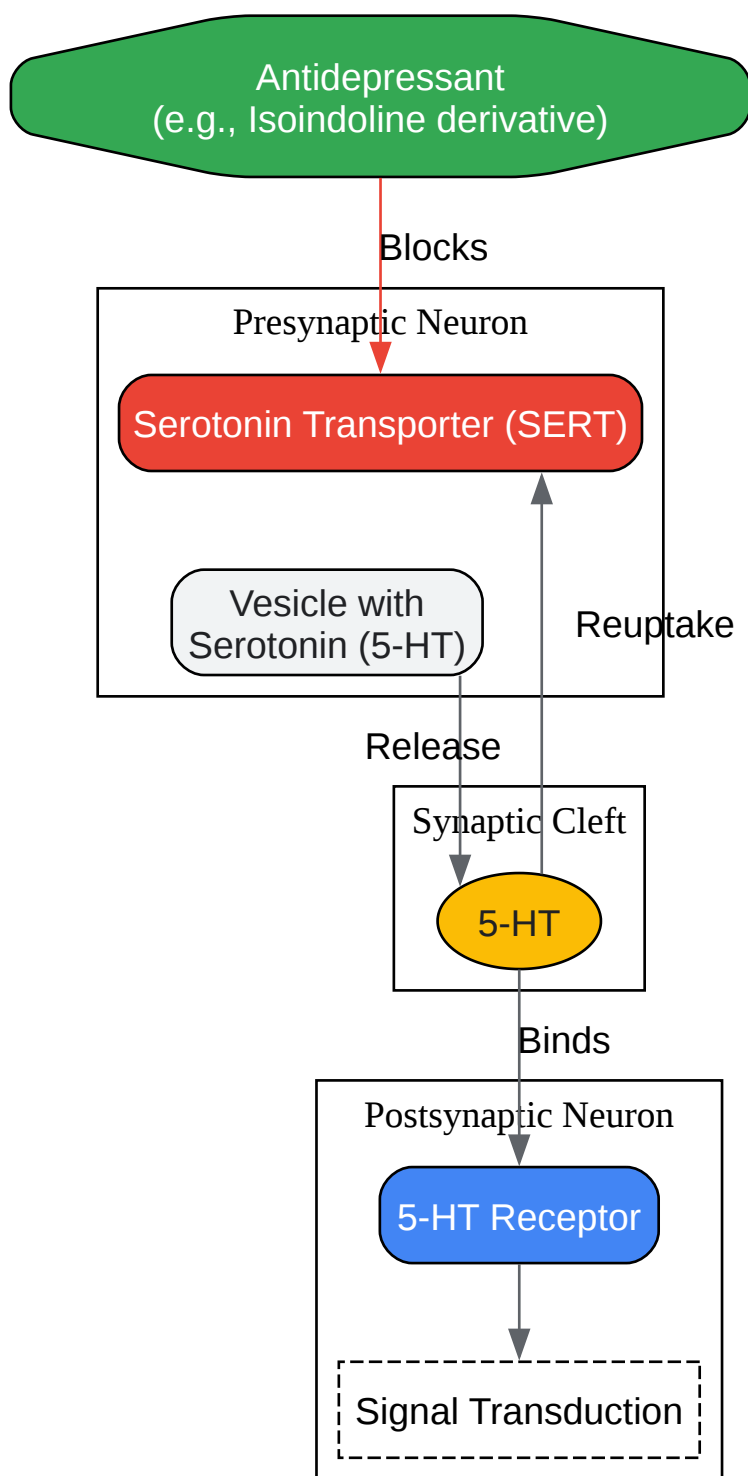 Antidepressant
(e.g., Isoindoline derivative)
Blocks
Presynaptic Neuron
Serotonin Transporter (SERT)
Vesicle with
Serotonin (5-HT)
Reuptake
Release
Synaptic Cleft
5-HT
Binds
Postsynaptic Neuron
5-HT Receptor
Signal Transduction